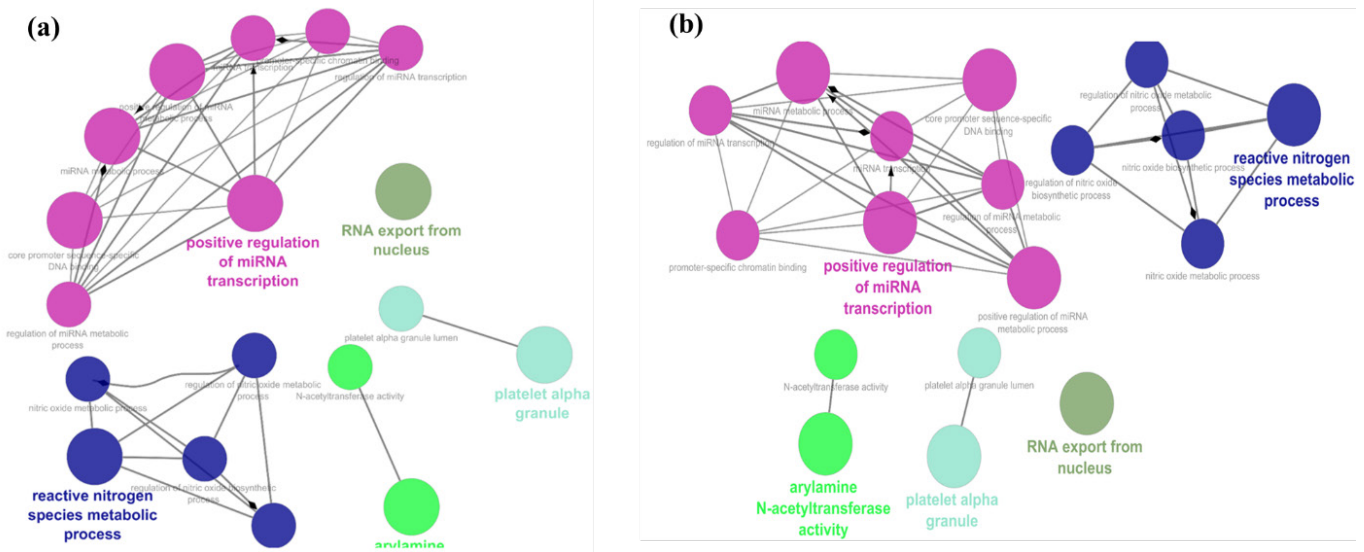 (a)
miRNA transcription
promoter-specific chromatin binding
regulation of miRNA transcription
positive regulation of miRNA
metabolic process
miRNA metabolic process
core promoter sequence-specific
DNA binding
positive regulation
of miRNA
transcription
RNA export from
nucleus
regulation of miRNA metabolic
process
platelet alpha granule lumen
platelet alpha
granule
N-acetyltransferase activity
arylamine
regulation of nitric oxide metabolic
process
nitric oxide metabolic process
regulation of nitric oxide biosynthetic
process
reactive nitrogen
species metabolic
process
(b)
miRNA metabolic process
core promoter sequence-specific
DNA binding
regulation of miRNA transcription
miRNA transcription
regulation of miRNA metabolic
process
promoter-specific chromatin binding
positive regulation
of miRNA
transcription
positive regulation of miRNA
metabolic process
regulation of nitric oxide metabolic
process
nitric oxide biosynthetic process
regulation of nitric oxide
biosynthetic process
reactive nitrogen
species metabolic
process
nitric oxide metabolic process
N-acetyltransferase activity
arylamine
N-acetyltransferase
activity
platelet alpha granule lumen
platelet alpha
granule
RNA export from
nucleus